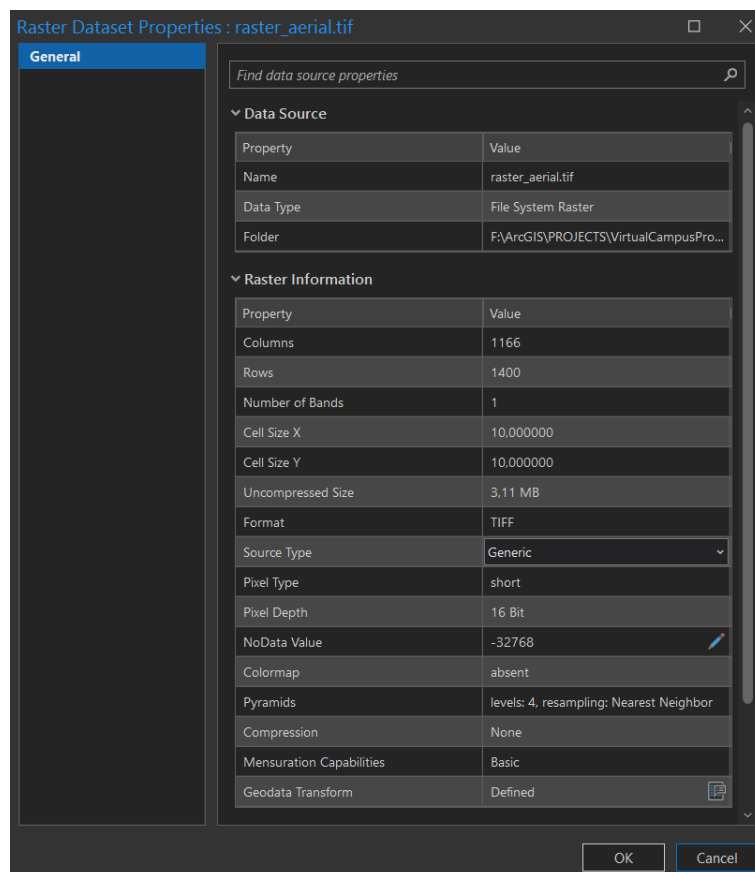 Raster Dataset Properties : raster_aerial.tif
General
Find data source properties
Data Source
Property Value
Name raster_aerial.tif
Data Type File System Raster
Folder F:\ArcGIS\PROJECTS\VirtualCampusPro...
Raster Information
Property Value
Columns 1166
Rows 1400
Number of Bands 1
Cell Size X 10,000000
Cell Size Y 10,000000
Uncompressed Size 3,11 MB
Format TIFF
Source Type Generic
Pixel Type short
Pixel Depth 16 Bit
NoData Value -32768
Colormap absent
Pyramids levels: 4, resampling: Nearest Neighbor
Compression None
Mensuration Capabilities Basic
Geodata Transform Defined
OK Cancel